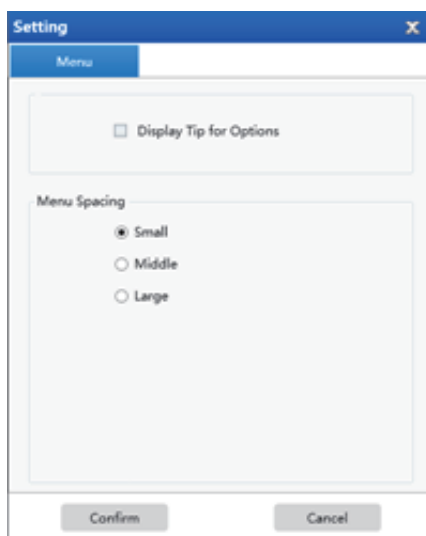 Setting
Menu
Display Tip for Options
Menu Spacing
Small
Middle
Large
Confirm Cancel